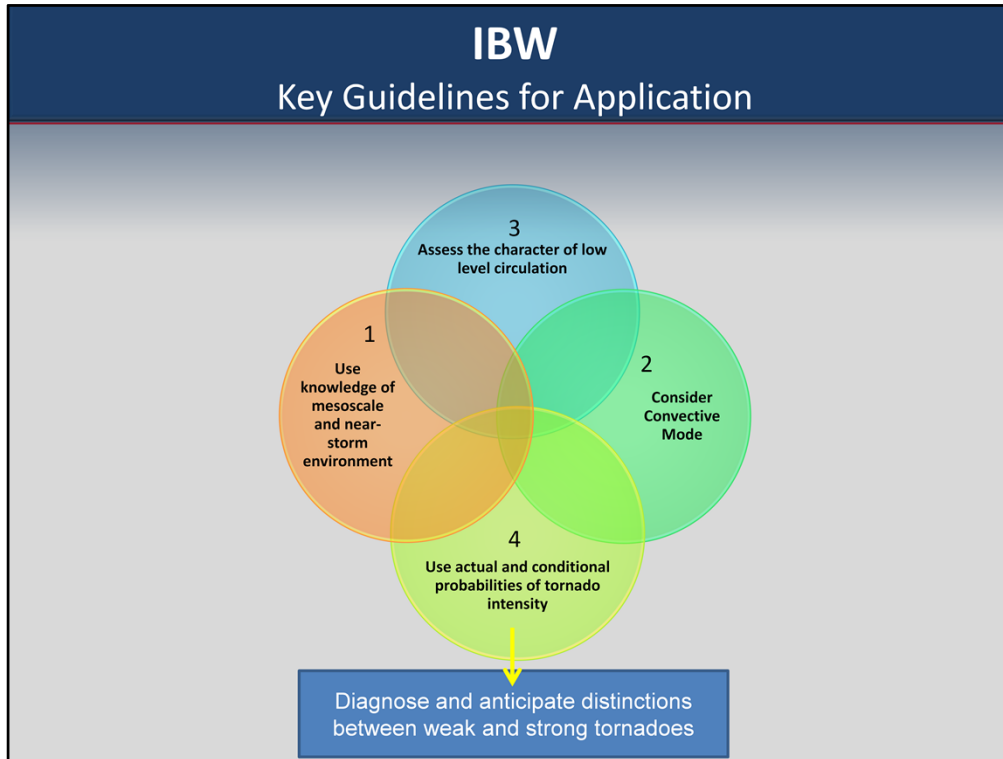 IBW
Key Guidelines for Application
3
Assess the character of low
level circulation
1
Use
knowledge of
mesoscale
and near-
storm
environment
2
Consider
Convective
Mode
4
Use actual and conditional
probabilities of tornado
intensity
Diagnose and anticipate distinctions
between weak and strong tornadoes